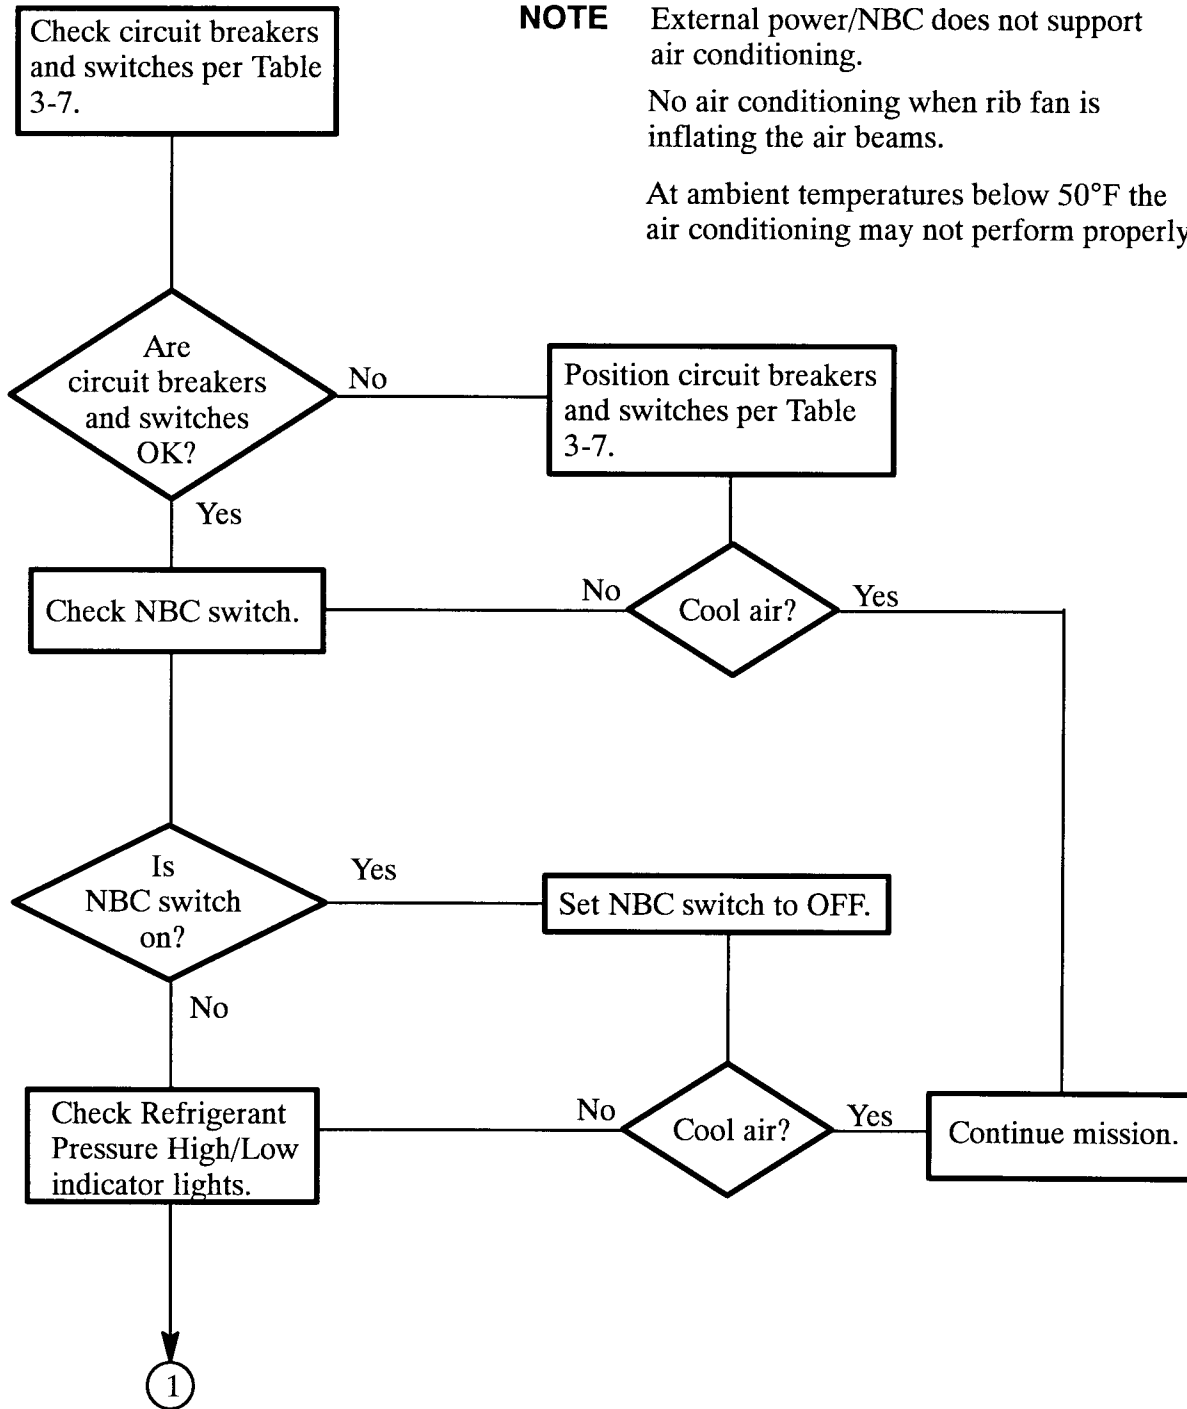 Check circuit breakers
and switches per Table
3-7.
NOTE External power/NBC does not support
air conditioning.
No air conditioning when rib fan is
inflating the air beams.
At ambient temperatures below 50°F the
air conditioning may not perform properly
Are
circuit breakers
and switches
OK?
No
Position circuit breakers
and switches per Table
3-7.
Yes
Check NBC switch.
No
Cool air?
Yes
Is
NBC switch
on?
Yes
Set NBC switch to OFF.
No
Check Refrigerant
Pressure High/Low
indicator lights.
No
Cool air?
Yes
Continue mission.
1